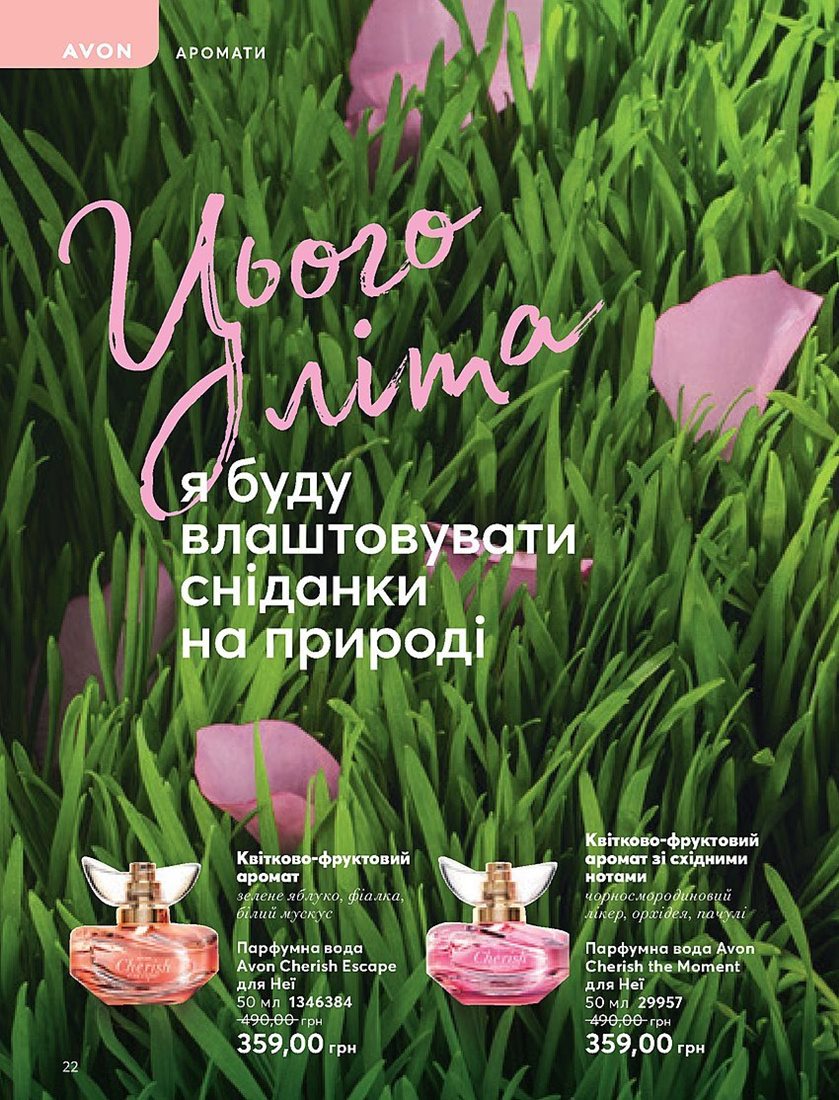 AVON
АРОМАТИ
Цього
літа
я буду
влаштовувати
сніданки
на природі
Квітково-фруктовий
аромат
зелене яблуко, фіалка,
білий мускус
Парфумна вода
Avon Cherish Escape
для Неї
50 мл 1346384
490,00 грн
359,00 грн
Квітково-фруктовий
аромат зі східними
нотами
чорносмородиновий
лікер, орхідея, пачулі
Парфумна вода Avon
Cherish the Moment
для Неї
50 мл 29957
490,00 грн
359,00 грн
Cherish
Cherish
22